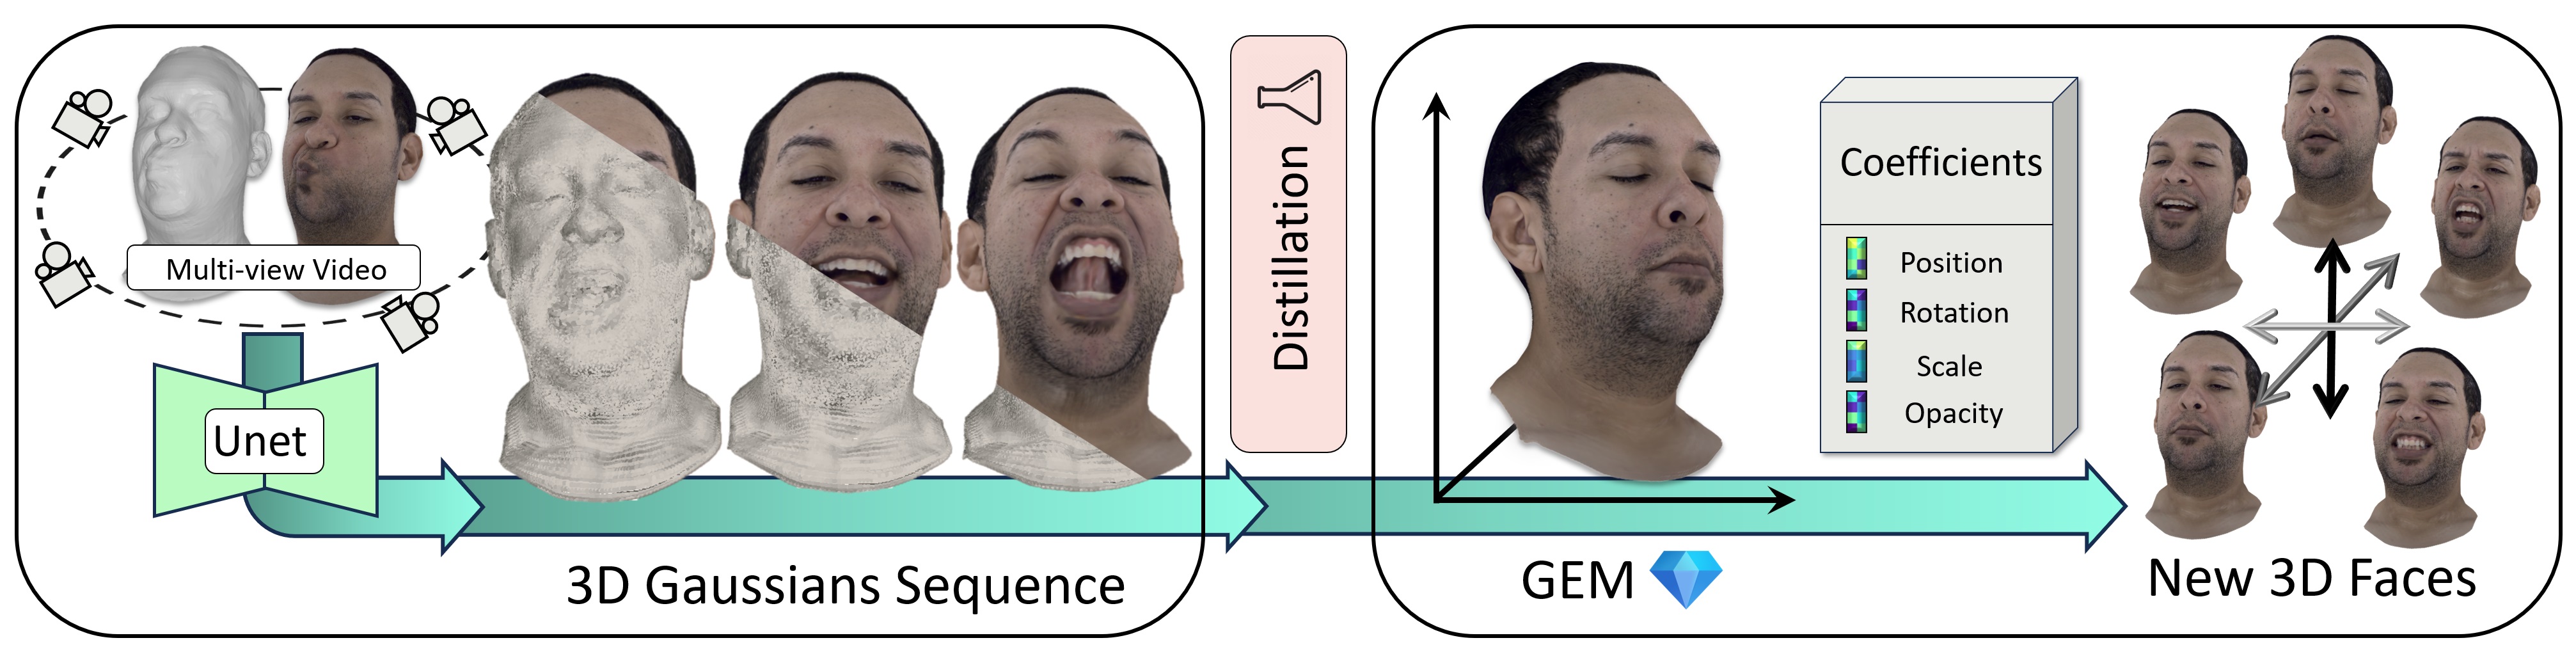 Multi-view Video
Unet
3D Gaussians Sequence
Distillation
GEM
Coefficients
Position
Rotation
Scale
Opacity
New 3D Faces